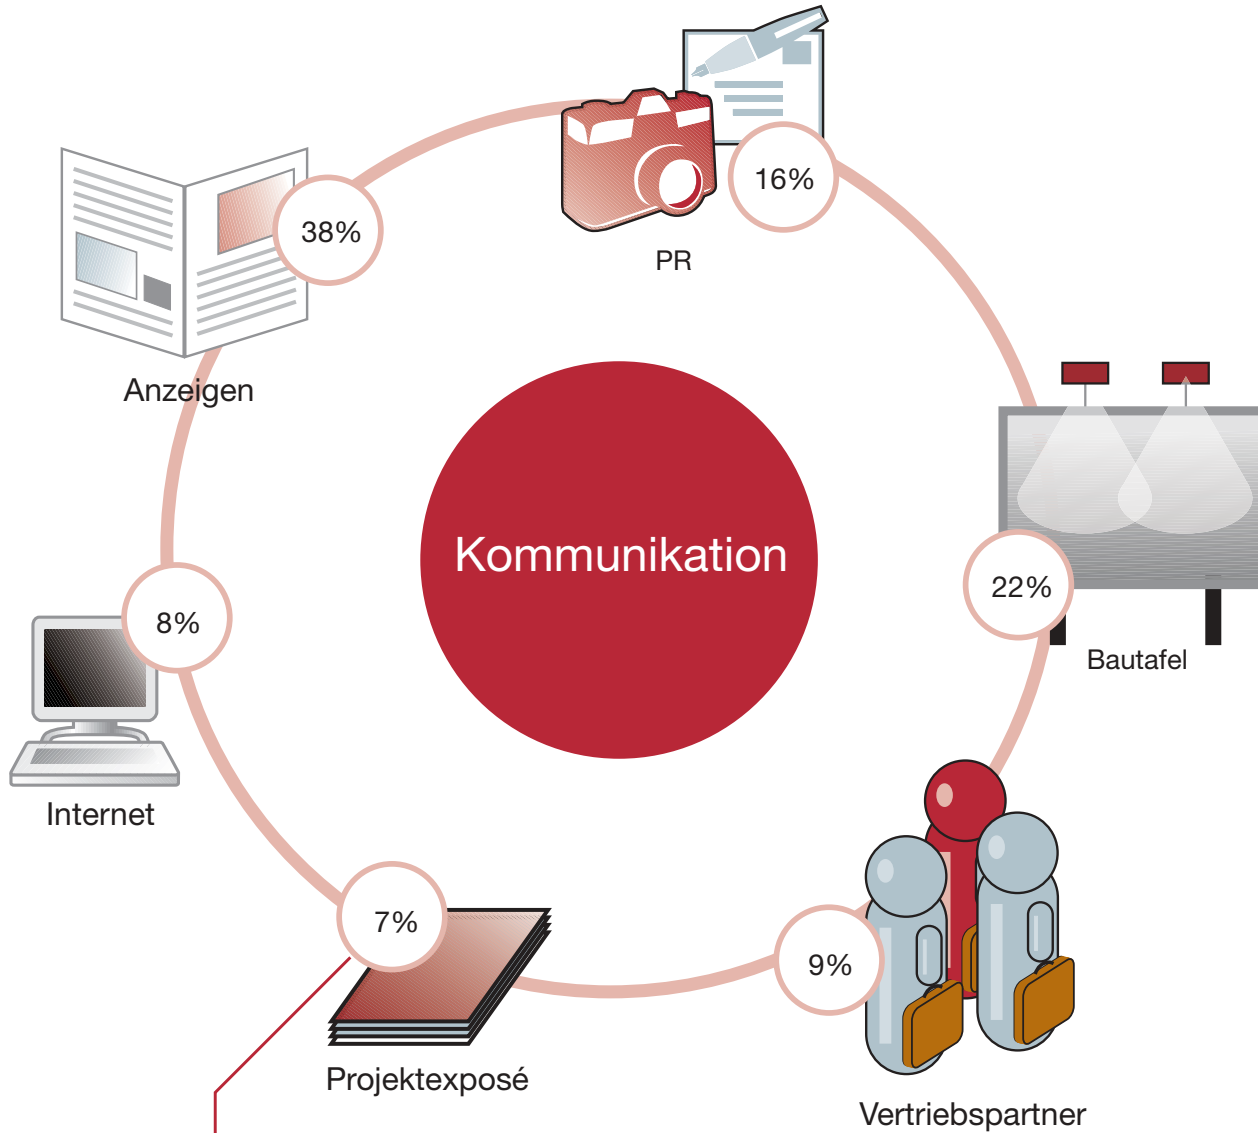 16%
PR
38%
Anzeigen
Kommunikation
22%
Bautafel
8%
Internet
7%
Projektexposé
9%
Vertriebspartner